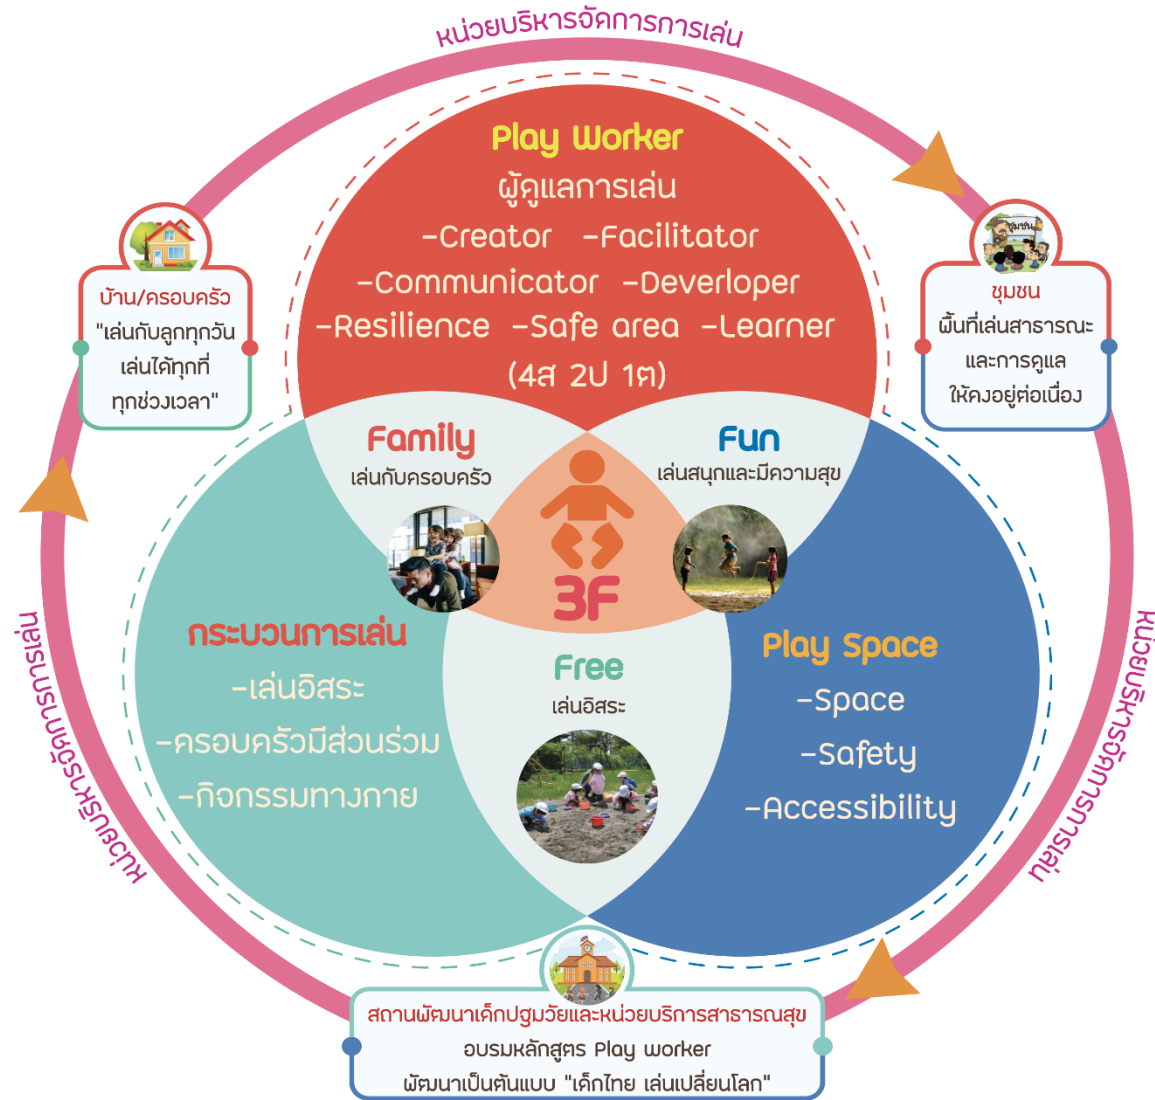 หน่วยบริหารจัดการการเล่น
Play Worker
ผู้ดูแลการเล่น
-Creator -Facilitator
-Communicator -Deverloper
-Resilience -Safe area -Learner
(4ส 2ป 1ต)
บ้าน/ครอบครัว
"เล่นกับลูกทุกวัน
เล่นได้ทุกที่
ทุกช่วงเวลา"
ชุมชน
ชุมชน
พื้นที่เล่นสาธารณะ
และการดูแล
ให้คงอยู่ต่อเนื่อง
Family
เล่นกับครอบครัว
Fun
เล่นสนุกและมีความสุข
3F
กระบวนการเล่น
-เล่นอิสระ
-ครอบครัวมีส่วนร่วม
-กิจกรรมทางกาย
Free
เล่นอิสระ
Play Space
-Space
-Safety
-Accessibility
หน่วยบริหารจัดการการเล่น
หน่วยบริหารจัดการการเล่น
สถานพัฒนาเด็กปฐมวัยและหน่วยบริการสาธารณสุข
อบรมหลักสูตร Play worker
พัฒนาเป็นต้นแบบ "เด็กไทย เล่นเปลี่ยนโลก"